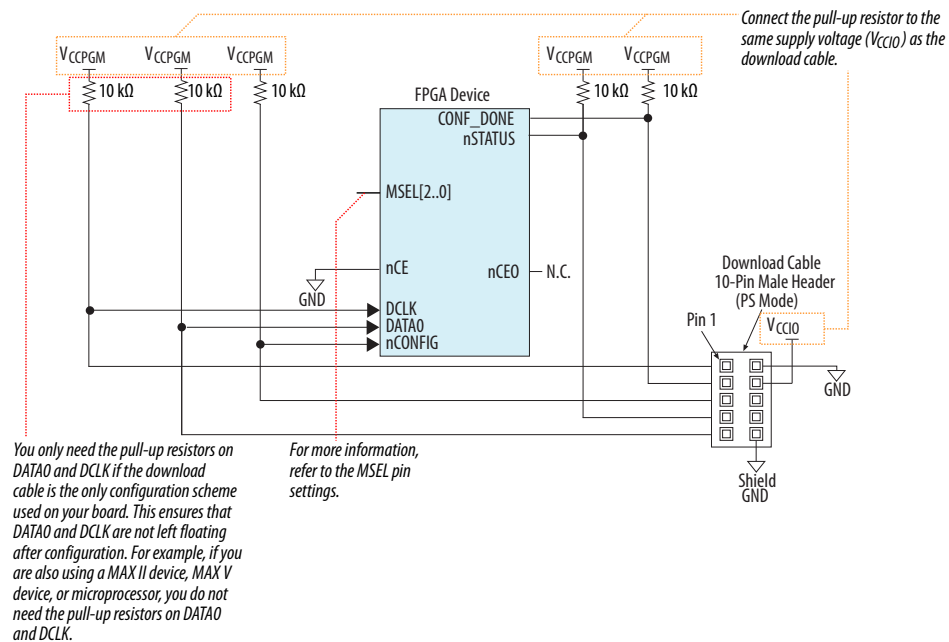 Connect the pull-up resistor to the
same supply voltage (VCCIO) as the
download cable.
VCCPGM VCCPGM VCCPGM VCCPGM VCCPGM
10 kΩ 10 kΩ 10 kΩ 10 kΩ 10 kΩ
FPGA Device
CONF_DONE
nSTATUS
MSEL[2..0]
nCE
nCEO
N.C.
GND
DCLK
DATA0
nCONFIG
Download Cable
10-Pin Male Header
(PS Mode)
Pin 1
VCCIO
GND
Shield
GND
You only need the pull-up resistors on
DATA0 and DCLK if the download
cable is the only configuration scheme
used on your board. This ensures that
DATA0 and DCLK are not left floating
after configuration. For example, if you
are also using a MAX II device, MAX V
device, or microprocessor, you do not
need the pull-up resistors on DATA0
and DCLK.
For more information,
refer to the MSEL pin
settings.